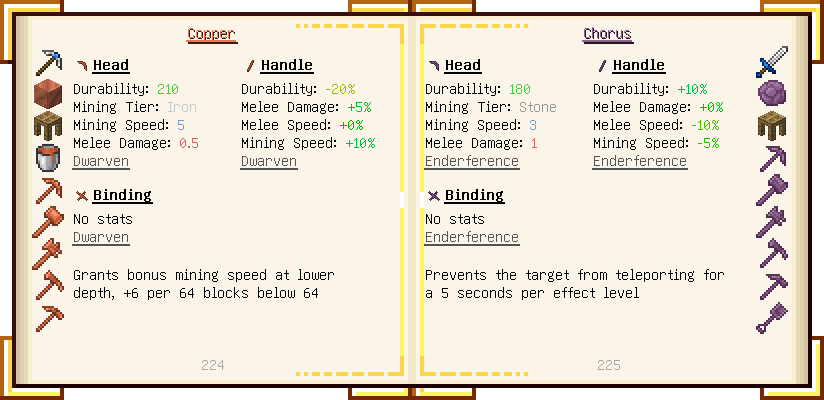 Copper
Head
Durability: 210
Mining Tier: Iron
Mining Speed: 5
Melee Damage: 0.5
Dwarven
Handle
Durability: -20%
Melee Damage: +5%
Melee Speed: +0%
Mining Speed: +10%
Dwarven
Binding
No stats
Dwarven
Grants bonus mining speed at lower
depth, +6 per 64 blocks below 64
224
Chorus
Head
Durability: 180
Mining Tier: Stone
Mining Speed: 3
Melee Damage: 1
Enderference
Handle
Durability: +10%
Melee Damage: +0%
Melee Speed: -10%
Mining Speed: -5%
Enderference
Binding
No stats
Enderference
Prevents the target from teleporting for
a 5 seconds per effect level
225